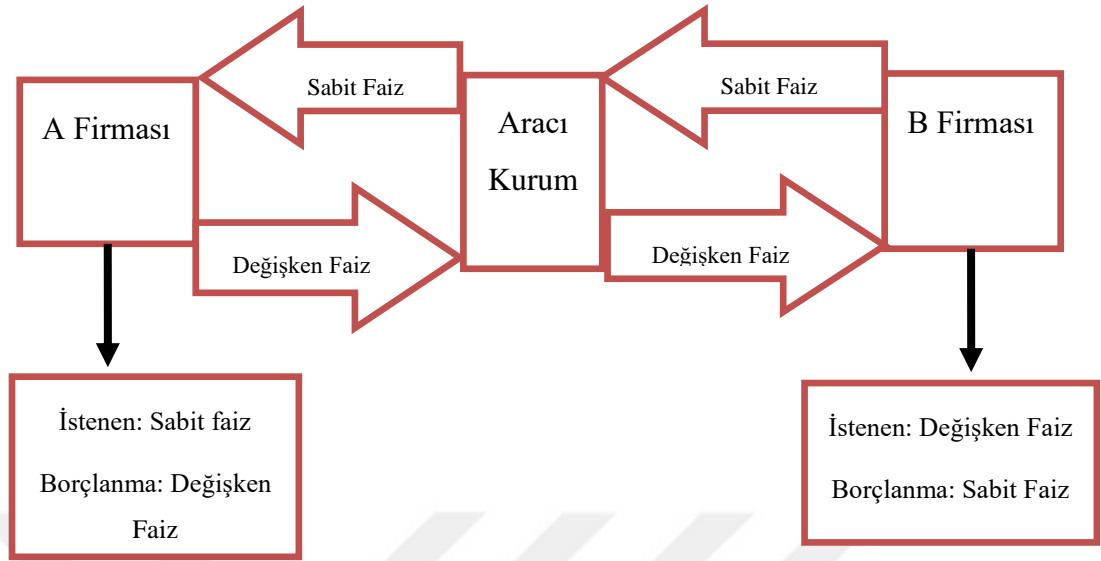 Sabit Faiz
Sabit Faiz
A Firması
Aracı
Kurum
B Firması
Değişken Faiz
Değişken Faiz
İstenen: Sabit faiz
Borçlanma: Değişken
Faiz
İstenen: Değişken Faiz
Borçlanma: Sabit Faiz